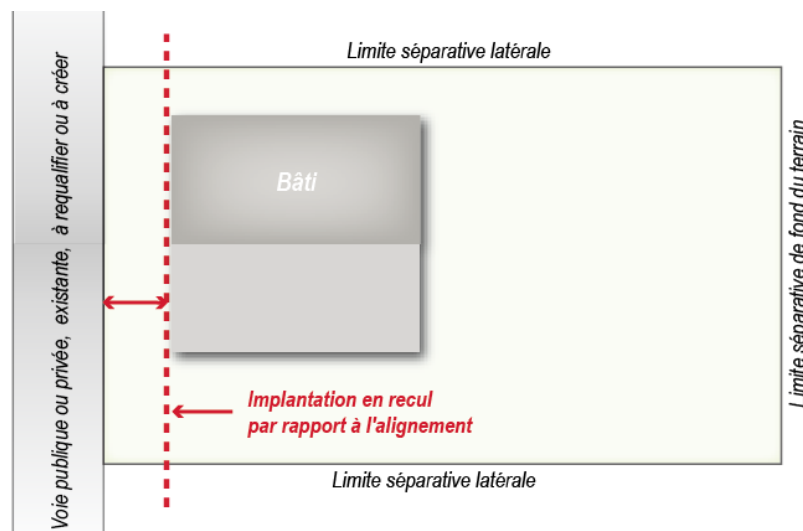 Limite séparative latérale
Voie publique ou privée, existante, à requalifier ou à créer
Bâti
Limite séparative de fond du terrain
Implantation en recul
par rapport à l'alignement
Limite séparative latérale